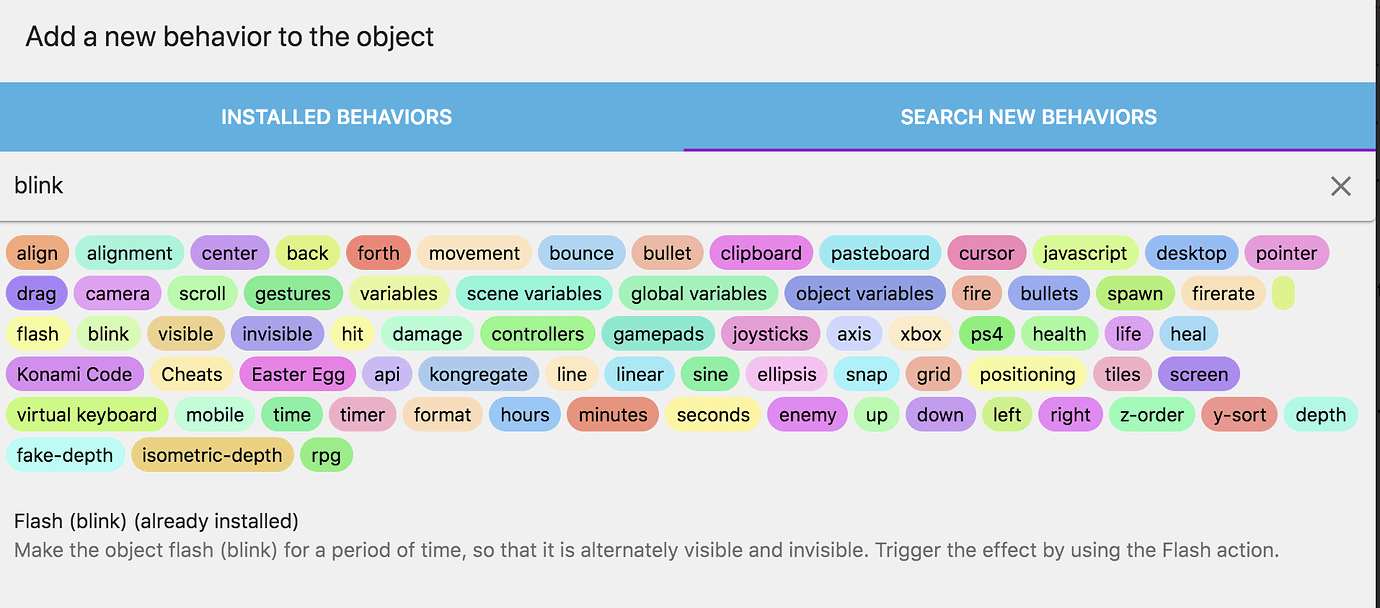 Add a new behavior to the object
INSTALLED BEHAVIORS SEARCH NEW BEHAVIORS
blink
align alignment center back forth movement bounce bullet clipboard pasteboard cursor javascript desktop pointer
drag camera scroll gestures variables scene variables global variables object variables fire bullets spawn firerate
flash blink visible invisible hit damage controllers gamepads joysticks axis xbox ps4 health life heal
Konami Code Cheats Easter Egg api kongregate line linear sine ellipsis snap grid positioning tiles screen
virtual keyboard mobile time timer format hours minutes seconds enemy up down left right z-order y-sort depth
fake-depth isometric-depth rpg
Flash (blink) (already installed)
Make the object flash (blink) for a period of time, so that it is alternately visible and invisible. Trigger the effect by using the Flash action.